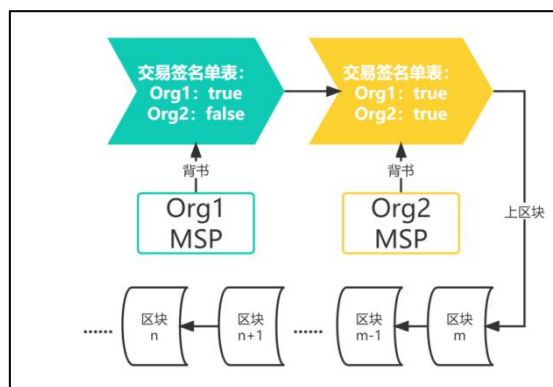 交易签名单表：
Org1：true
Org2：false
交易签名单表：
Org1：true
Org2：true
背书
背书
Org1
MSP
Org2
MSP
上区块
......
区块
n
区块
n+1
......
区块
m-1
区块
m